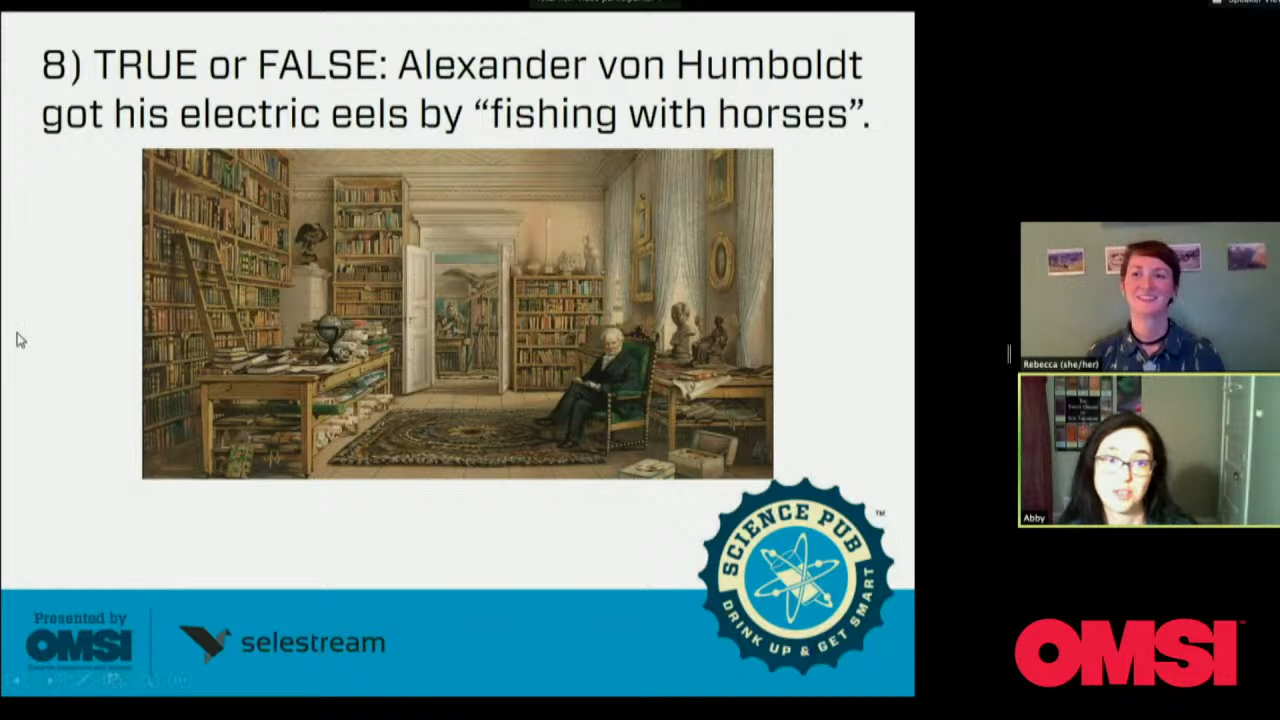 8) TRUE or FALSE: Alexander von Humboldt
got his electric eels by “fishing with horses”.
SCIENCE PUB
™
DRINK UP & GET SMART
Presented by
OMSI
selestream
Rebecca (she/her)
Abby
OMSI